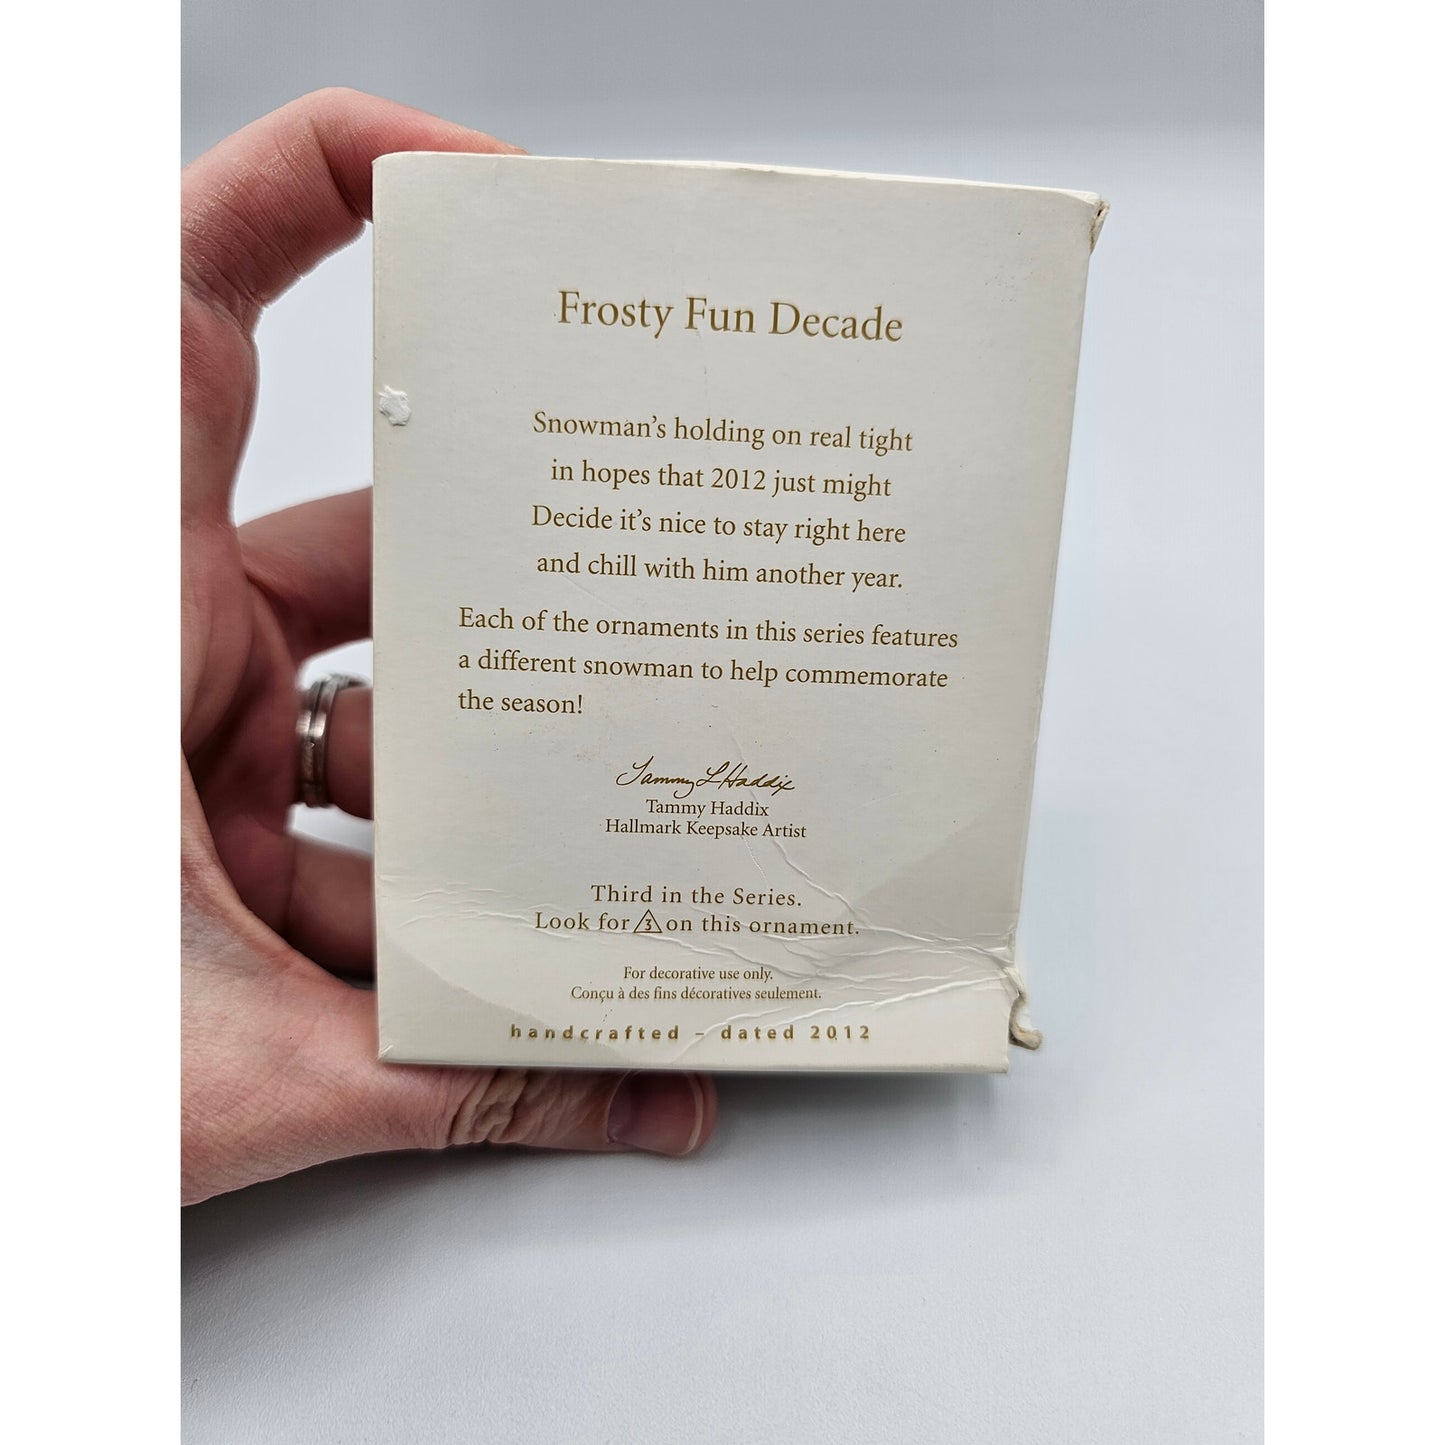 Frosty Fun Decade
Snowman's holding on real tight
in hopes that 2012 just might
Decide it's nice to stay right here
and chill with him another year.
Each of the ornaments in this series features
a different snowman to help commemorate
the season!
Tammy L Haddix
Tammy Haddix
Hallmark Keepsake Artist
Third in the Series.
Look for 3 on this ornament.
For decorative use only.
Conçu à des fins décoratives seulement.
handcrafted – dated 2012